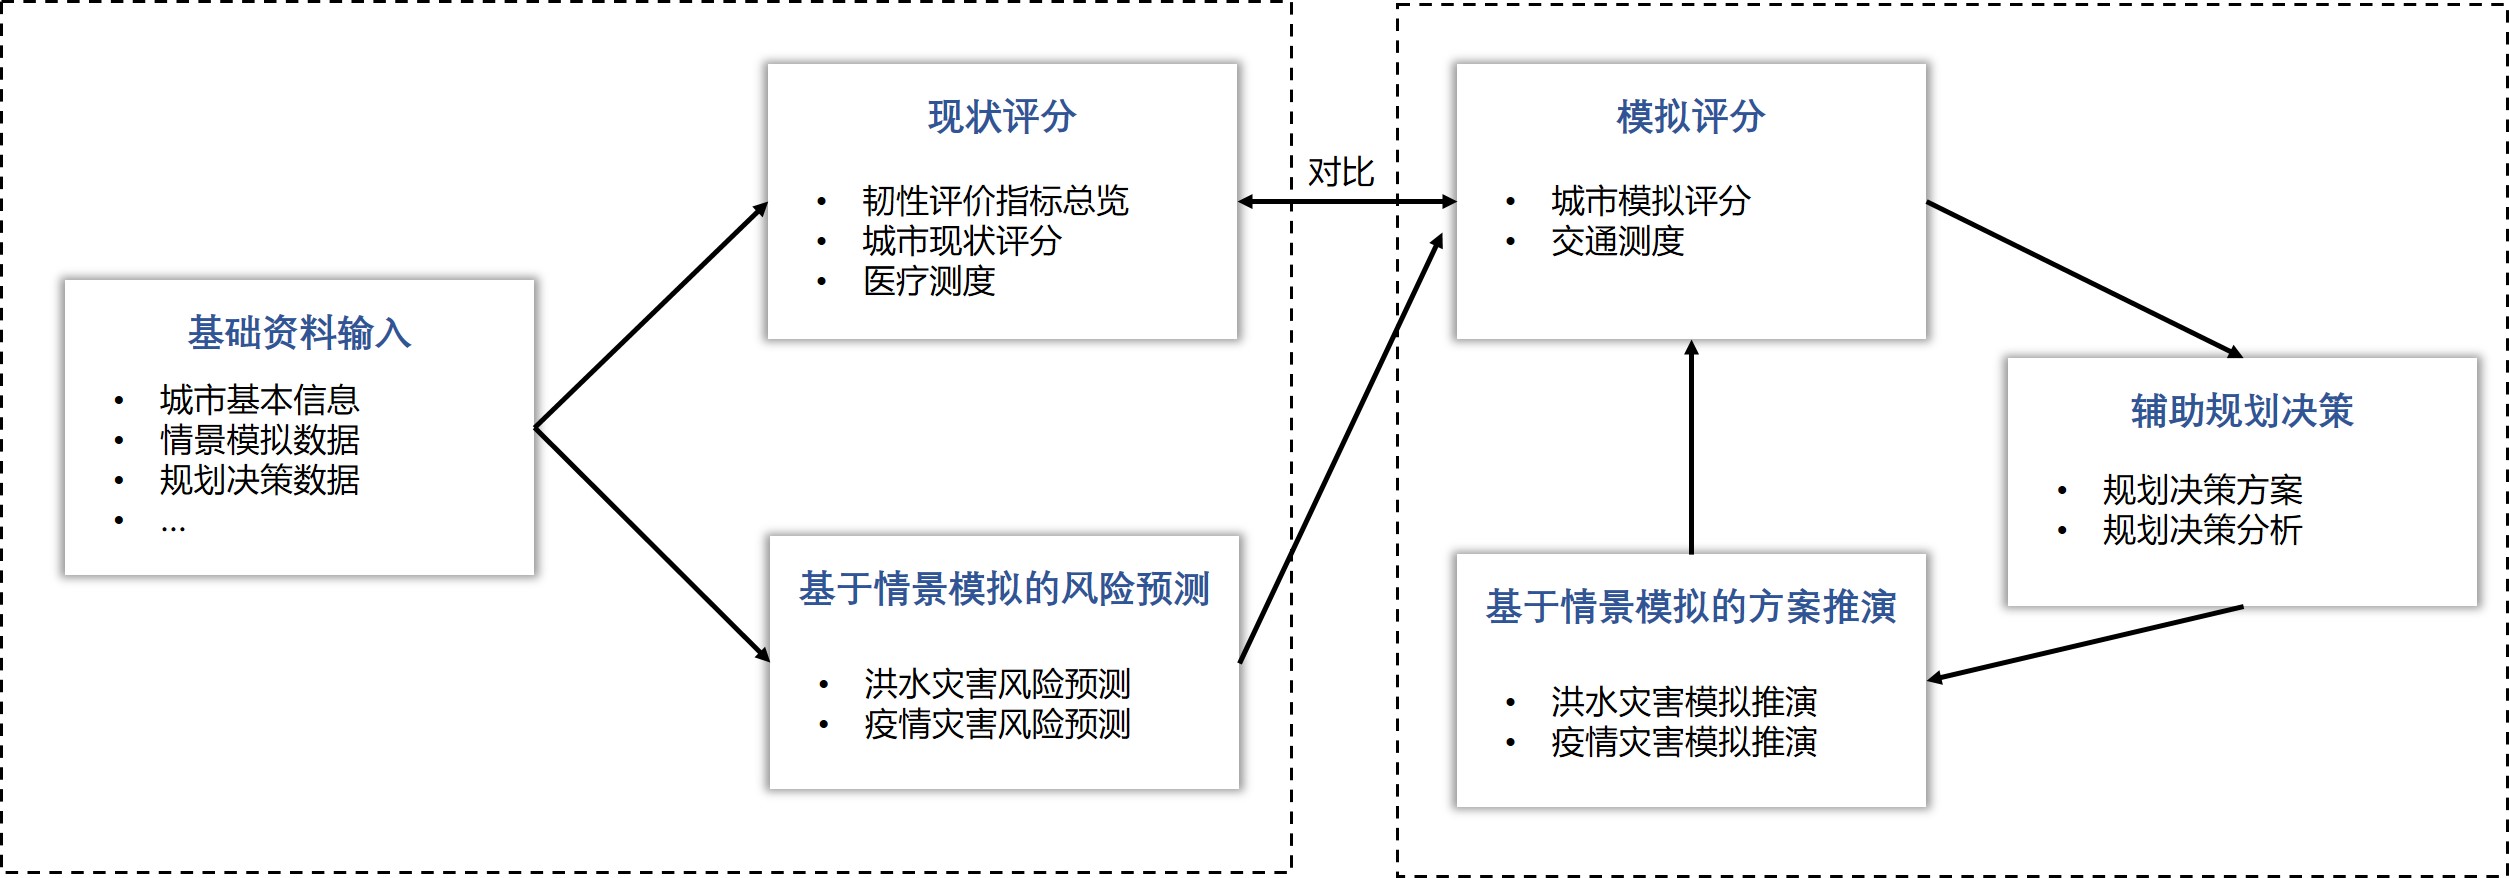 基础资料输入
• 城市基本信息
• 情景模拟数据
• 规划决策数据
• ...
现状评分
• 韧性评价指标总览
• 城市现状评分
• 医疗测度
基于情景模拟的风险预测
• 洪水灾害风险预测
• 疫情灾害风险预测
对比
模拟评分
• 城市模拟评分
• 交通测度
辅助规划决策
• 规划决策方案
• 规划决策分析
基于情景模拟的方案推演
• 洪水灾害模拟推演
• 疫情灾害模拟推演